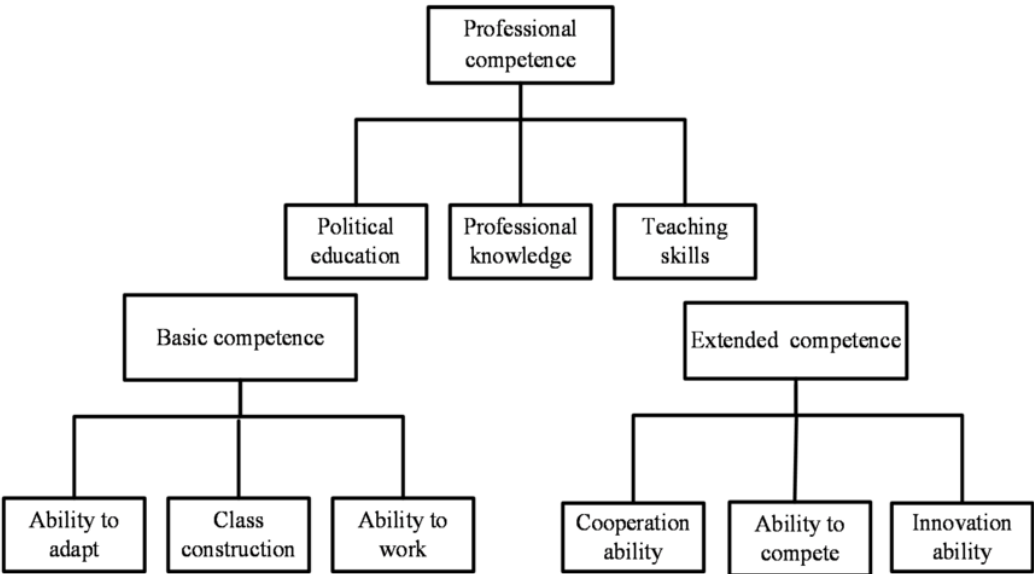 Professional
competence
Political
education
Professional
knowledge
Teaching
skills
Basic competence
Extended competence
Ability to
adapt
Class
construction
Ability to
work
Cooperation
ability
Ability to
compete
Innovation
ability